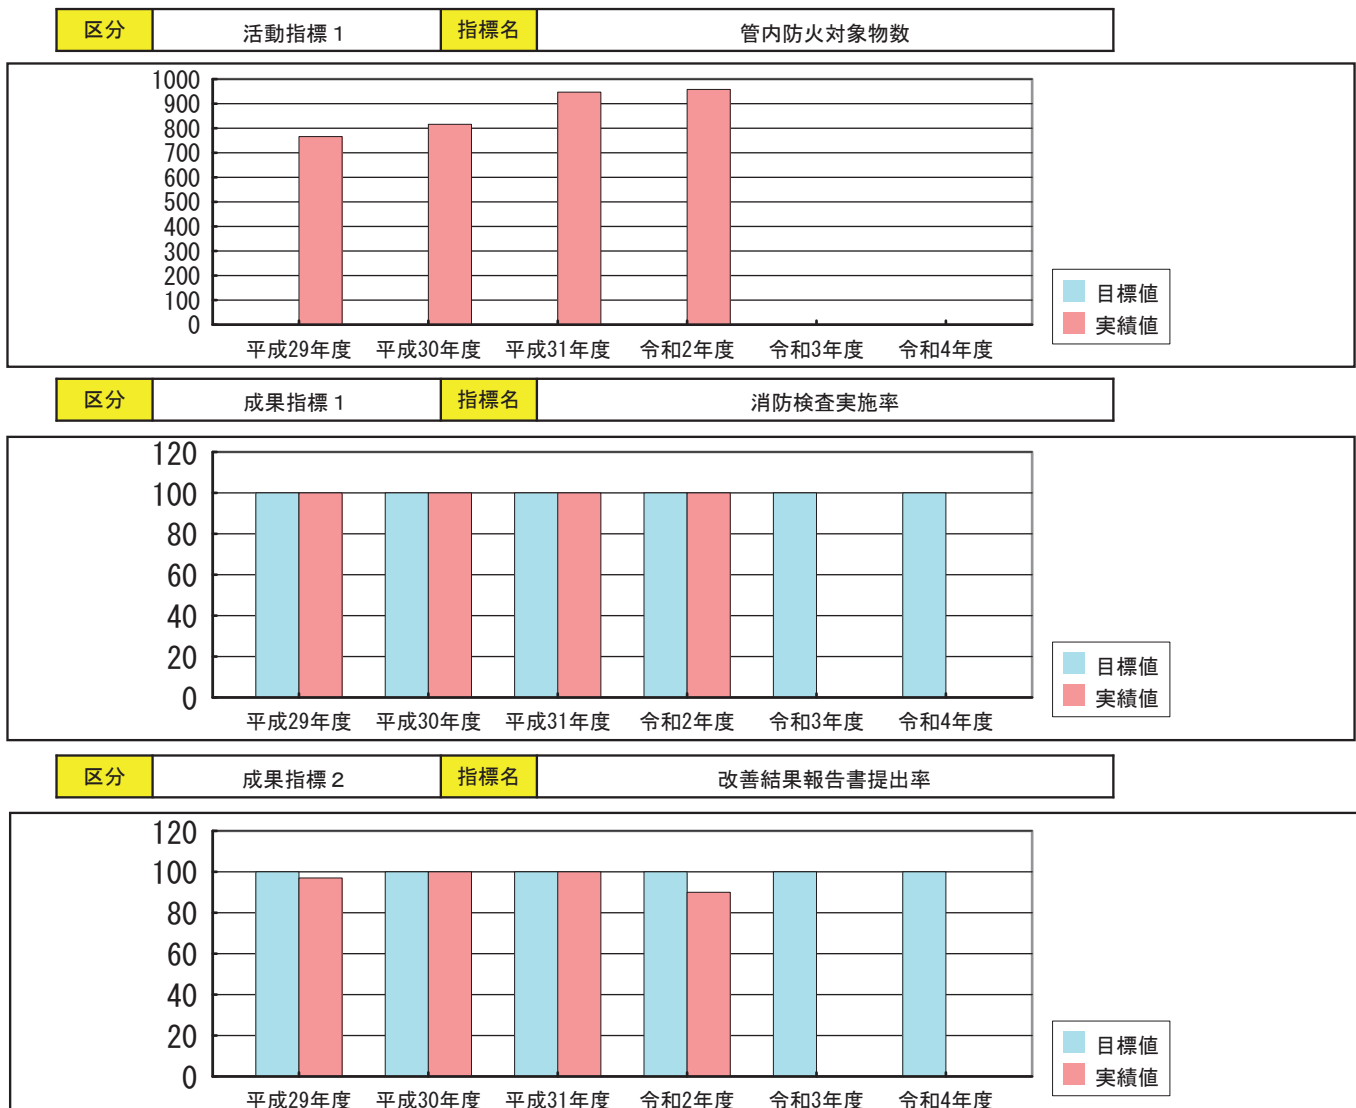 区分 活動指標１ 指標名 管内防火対象物数
1000
900
800
700
600
500
400
300
200
100
0
平成29年度 平成30年度 平成31年度 令和2年度 令和3年度 令和4年度
目標値
実績値
区分 成果指標１ 指標名 消防検査実施率
120
100
80
60
40
20
0
平成29年度 平成30年度 平成31年度 令和2年度 令和3年度 令和4年度
目標値
実績値
区分 成果指標２ 指標名 改善結果報告書提出率
120
100
80
60
40
20
0
平成29年度 平成30年度 平成31年度 令和2年度 令和3年度 令和4年度
目標値
実績値